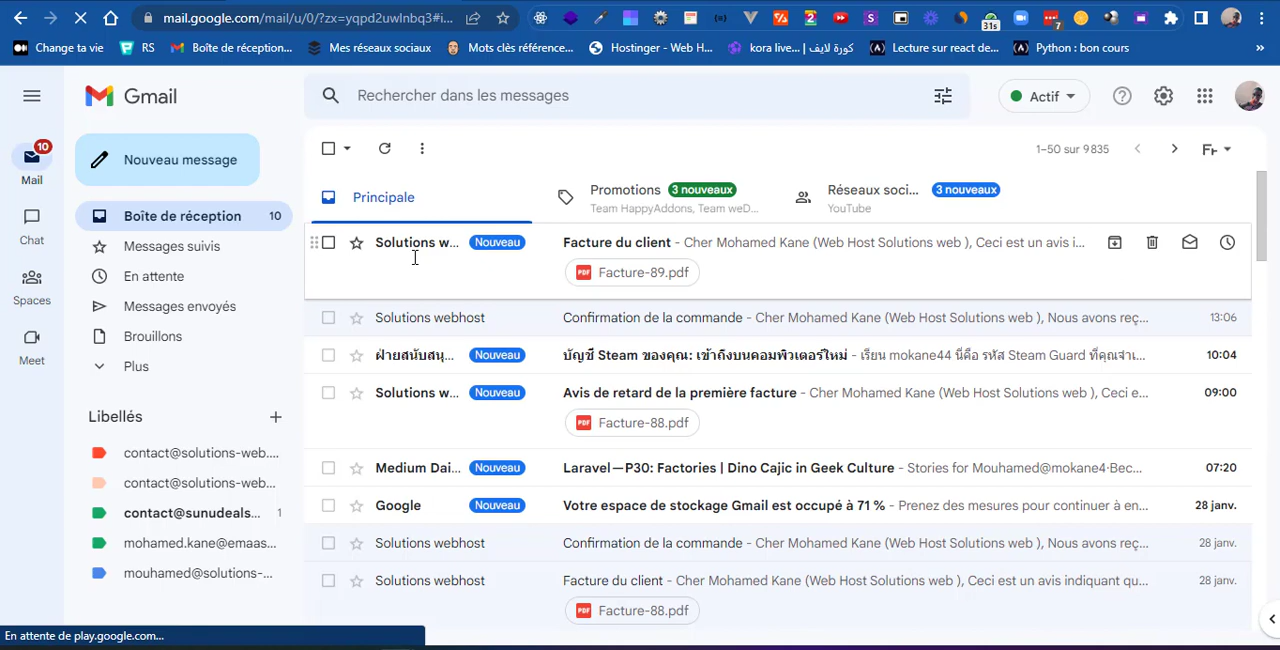 mail.google.com/mail/u/0/?zx=yqpd2uwlnbq3#i...
31s
7
Change ta vie
RS
Boîte de réception...
Mes réseaux sociaux
Mots clés référence...
Hostinger - Web H...
kora live... | كورة لايف
Lecture sur react de...
Python : bon cours
»
Gmail
Rechercher dans les messages
Actif
10
Mail
Chat
Spaces
Meet
Nouveau message
Boîte de réception 10
Messages suivis
En attente
Messages envoyés
Brouillons
Plus
Libellés
contact@solutions-web....
contact@solutions-web...
contact@sunudeals... 1
mohamed.kane@emaas...
mouhamed@solutions-...
1–50 sur 9 835
Fr
Principale
Promotions 3 nouveaux
Team HappyAddons, Team weD...
Réseaux soci... 3 nouveaux
YouTube
Solutions w... Nouveau Facture du client - Cher Mohamed Kane (Web Host Solutions web ), Ceci est un avis i...
PDF Facture-89.pdf
Solutions webhost Confirmation de la commande - Cher Mohamed Kane (Web Host Solutions web ), Nous avons reç... 13:06
ฝ่ายสนับสนุ... Nouveau บัญชี Steam ของคุณ: เข้าถึงบนคอมพิวเตอร์ใหม่ - เรียน mokane44 นี่คือ รหัส Steam Guard ที่คุณจำเ... 10:04
Solutions w... Nouveau Avis de retard de la première facture - Cher Mohamed Kane (Web Host Solutions web ), Ceci e... 09:00
PDF Facture-88.pdf
Medium Dai... Nouveau Laravel—P30: Factories | Dino Cajic in Geek Culture - Stories for Mouhamed@mokane4·Bec... 07:20
Google Nouveau Votre espace de stockage Gmail est occupé à 71 % - Prenez des mesures pour continuer à en... 28 janv.
Solutions webhost Confirmation de la commande - Cher Mohamed Kane (Web Host Solutions web ), Nous avons reç... 28 janv.
Solutions webhost Facture du client - Cher Mohamed Kane (Web Host Solutions web ), Ceci est un avis indiquant qu... 28 janv.
PDF Facture-88.pdf
En attente de play.google.com...